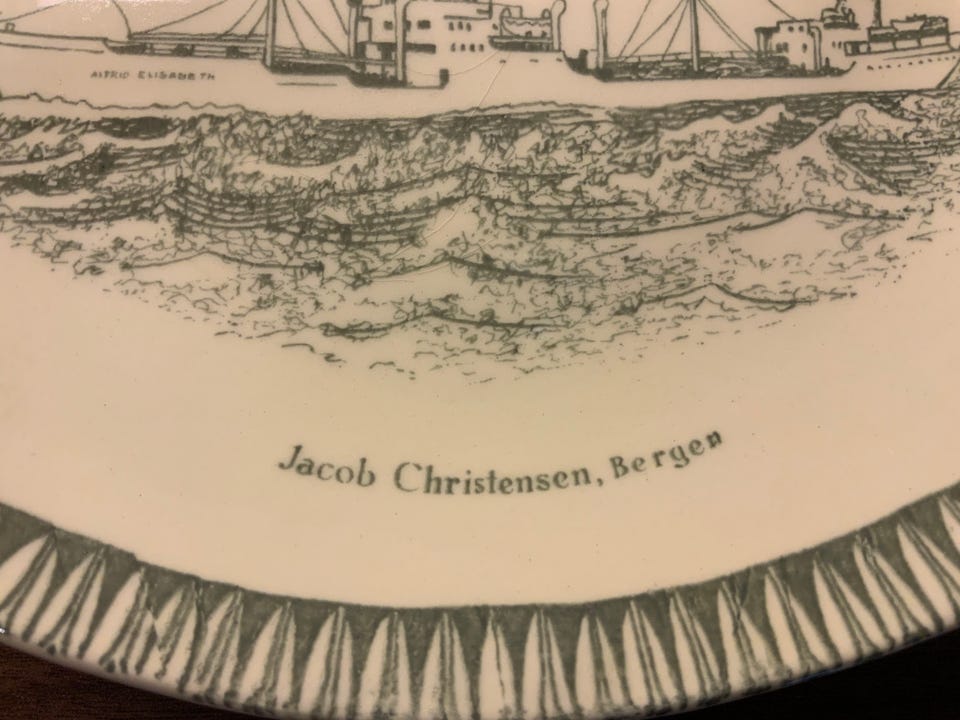 ASTRID ELISABETH
Jacob Christensen, Bergen